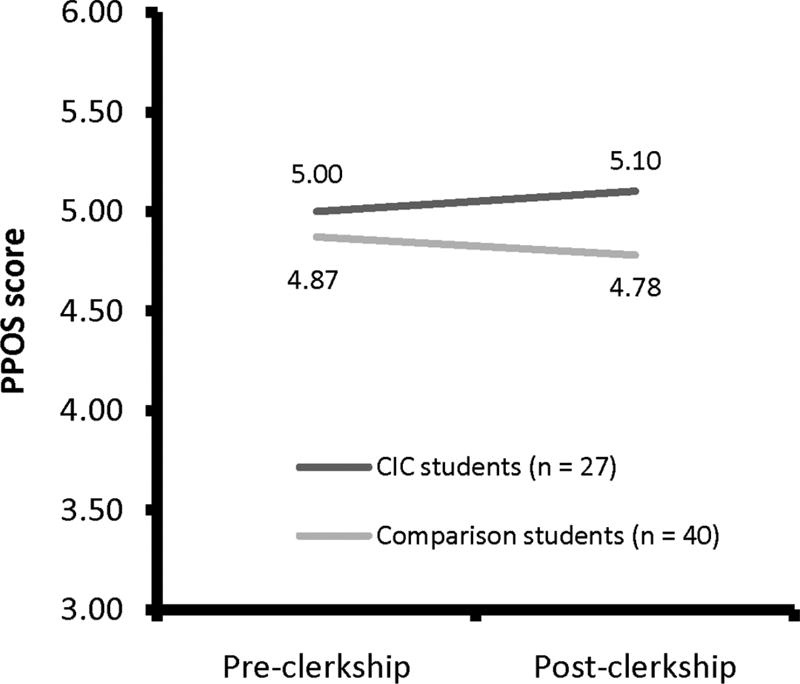 6.00
5.50
5.00
4.50
4.00
3.50
3.00
PPOS score
5.00
5.10
4.87
4.78
CIC students (n = 27)
Comparison students (n = 40)
Pre-clerkship
Post-clerkship